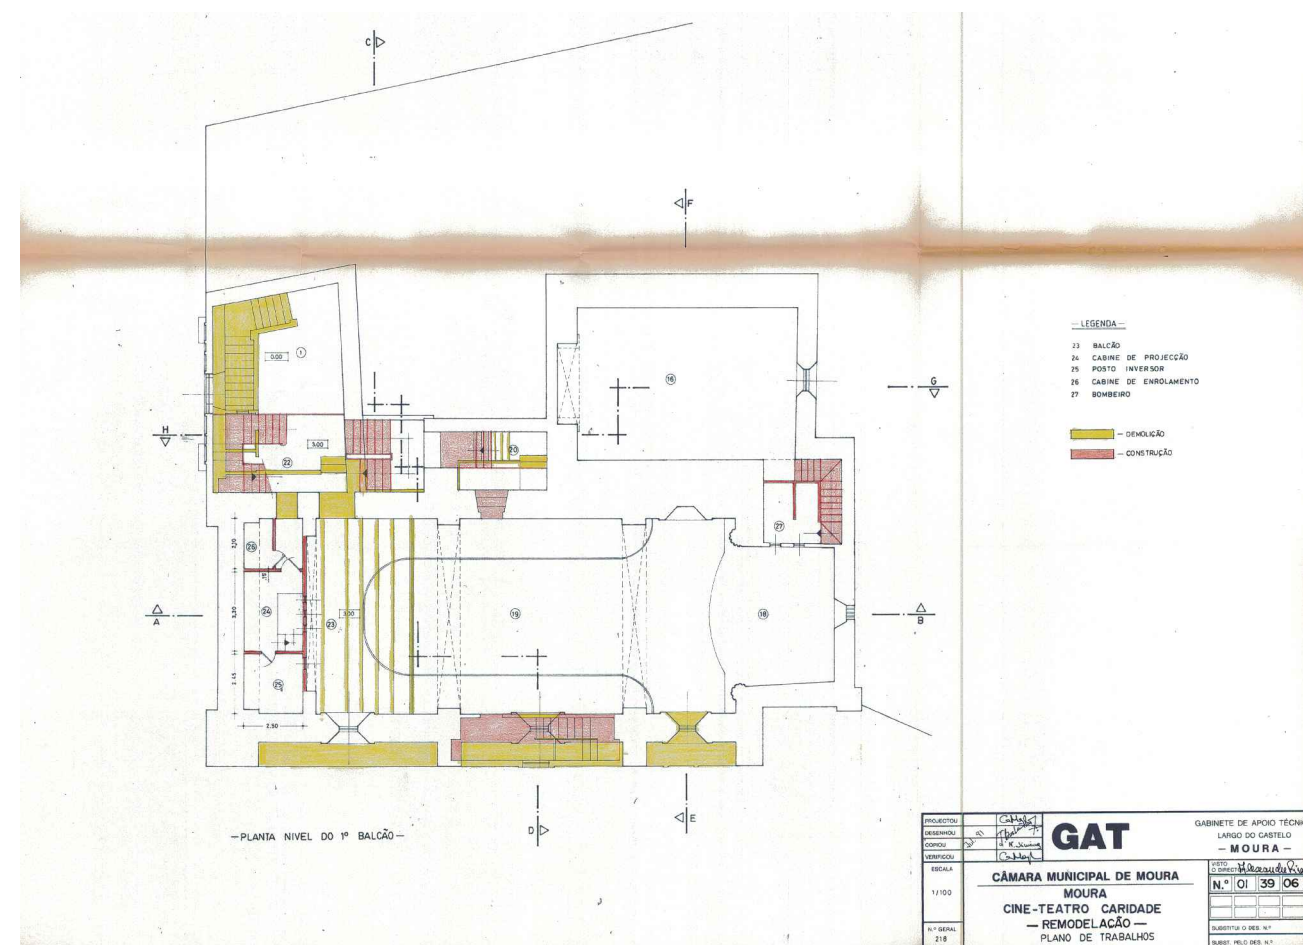 C
F
— LEGENDA —
23 BALCÃO
24 CABINE DE PROJECÇÃO
25 POSTO INVERSOR
26 CABINE DE ENROLAMENTO
27 BOMBEIRO
— DEMOLIÇÃO
— CONSTRUÇÃO
0.00
1
16
G
H
3.00
22
20
27
26
24
23
3.00
19
18
25
A
B
2.50
D
E
— PLANTA NIVEL DO 1º BALCÃO —
PROJECTOU
DESENHOU
COPIOU
VERIFICOU
ESCALA
1/100
N.º GERAL
218
GAT
GABINETE DE APOIO TÉCNI
LARGO DO CASTELO
— MOURA —
CÂMARA MUNICIPAL DE MOURA
MOURA
CINE-TEATRO CARIDADE
— REMODELAÇÃO —
PLANO DE TRABALHOS
VISTO
O DIRECTOR
N.º 01 39 06
SUBSTITUI O DES. N.º
SUBST. PELO DES. N.º